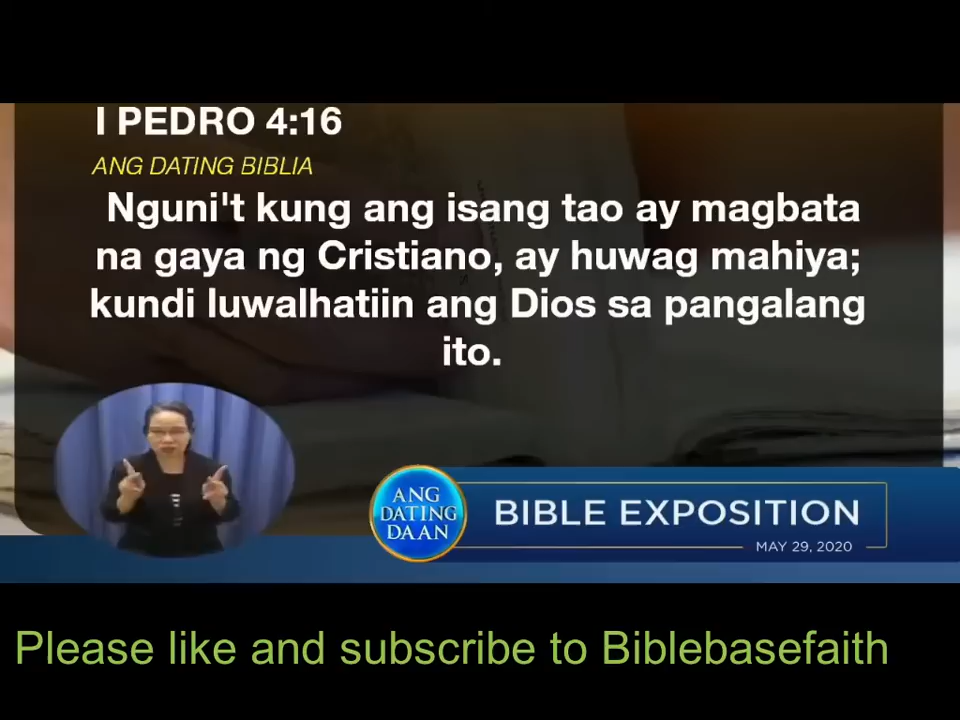 I PEDRO 4:16
ANG DATING BIBLIA
Nguni't kung ang isang tao ay magbata
na gaya ng Cristiano, ay huwag mahiya;
kundi luwalhatiin ang Dios sa pangalang
ito.
ANG
DATING
DAAN
BIBLE EXPOSITION
MAY 29, 2020
Please like and subscribe to Biblebasefaith